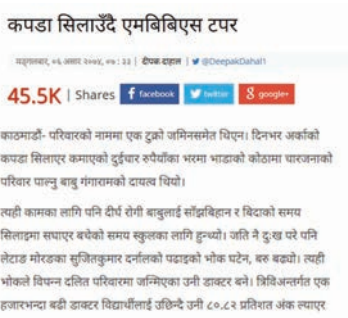 कपडा सिलाउँदै एमबिबिएस टपर
मङ्गलबार, ०६ असार २०७४, ०७ : ३३ | दीपक दाहाल | @DeepakDahal1
45.5K | Shares facebook twitter google+
काठमाडौं- परिवारको नाममा एक टुक्रो जमिनसमेत थिएन। दिनभर अर्काको
कपडा सिलाएर कमाएको दुईचार रुपैयाँका भरमा भाडाको कोठामा चारजनाको
परिवार पाल्नु बाबु गंगारामको दायत्व थियो।
त्यही कामका लागि पनि दीर्घ रोगी बाबुलाई साँझबिहान र बिदाको समय
सिलाइमा सघाएर बचेको समय स्कुलका लागि हुन्थ्यो। जति नै दुःख परे पनि
लेटाङ मोरङका सुजितकुमार दर्नालको पढाइको भोक घटेन, बरु बढ्यो। त्यही
भोकले विपन्न दलित परिवारमा जन्मिएका उनी डाक्टर बने। त्रिविअन्तर्गत एक
हजारभन्दा बढी डाक्टर विद्यार्थीलाई उछिन्दै उनी ८०.८२ प्रतिशत अंक ल्याएर